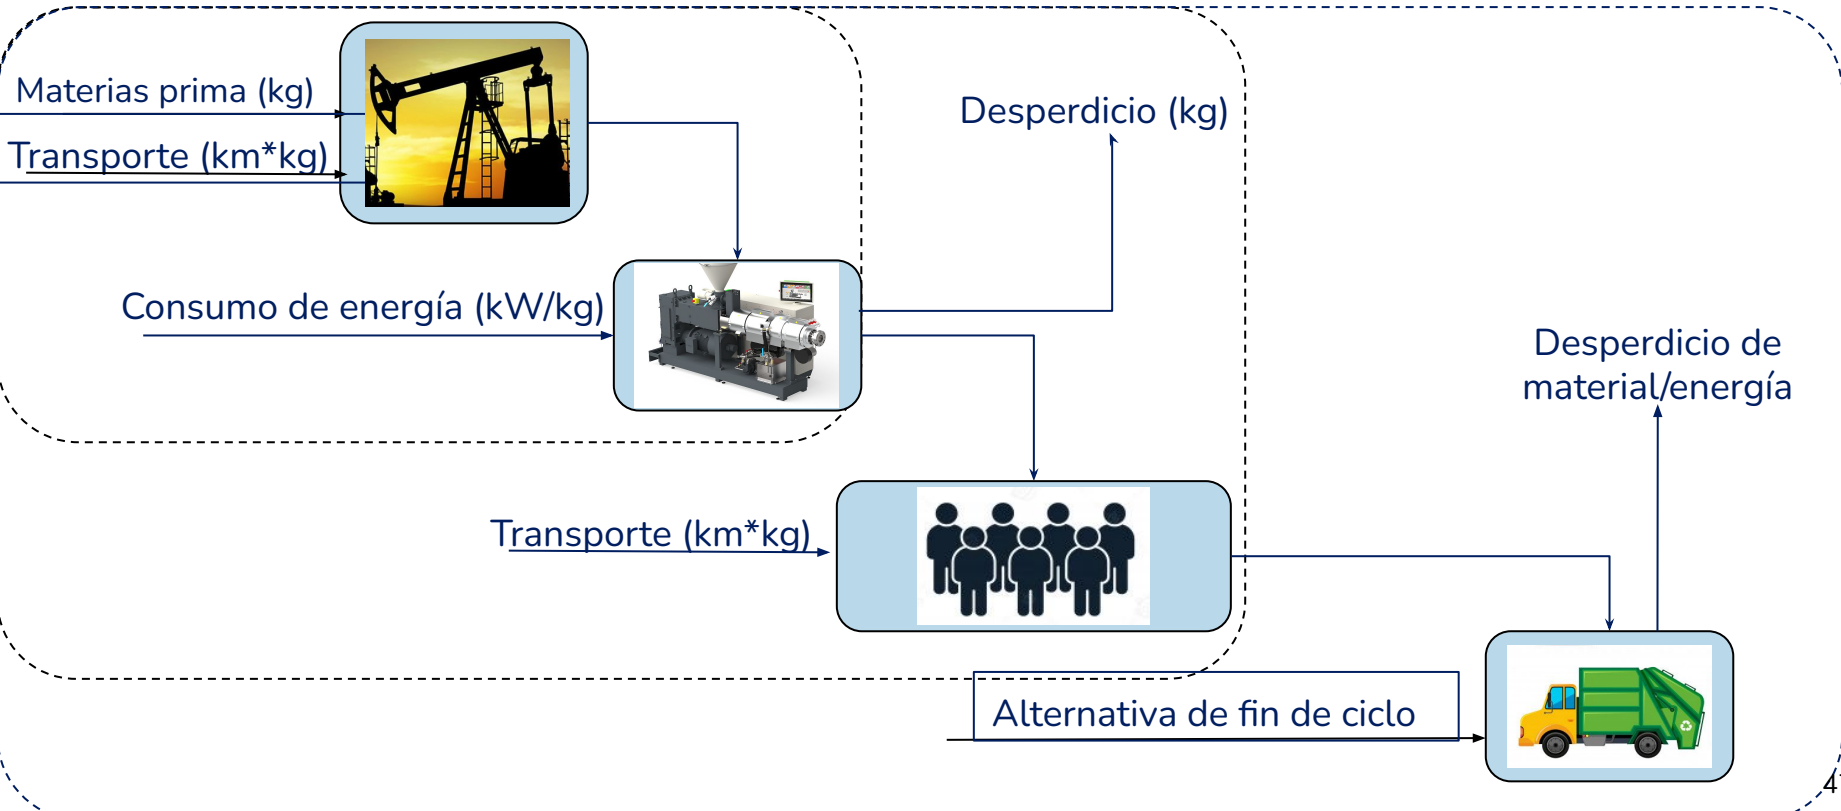 Materias prima (kg)
Transporte (km*kg)
Desperdicio (kg)
Consumo de energía (kW/kg)
Desperdicio de
material/energía
Transporte (km*kg)
Alternativa de fin de ciclo